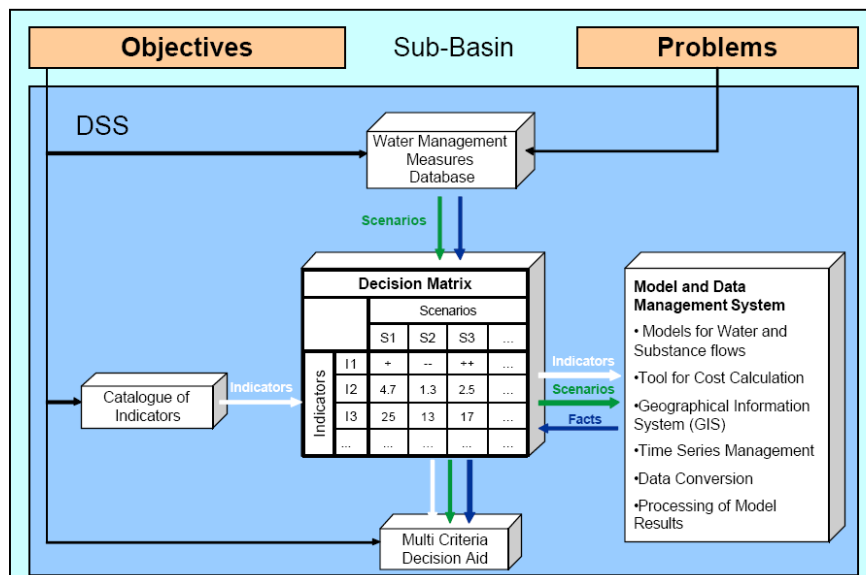 Objectives
Sub-Basin
Problems
DSS
Water Management
Measures
Database
Scenarios
Decision Matrix
Scenarios
S1 S2 S3 ...
Indicators
I1 + -- ++ ...
I2 4.7 1.3 2.5 ...
I3 25 13 17 ...
... ... ... ... ...
Catalogue of
Indicators
Indicators
Indicators
Scenarios
Facts
Model and Data
Management System
• Models for Water and
Substance flows
•Tool for Cost Calculation
•Geographical Information
System (GIS)
•Time Series Management
•Data Conversion
•Processing of Model
Results
Multi Criteria
Decision Aid